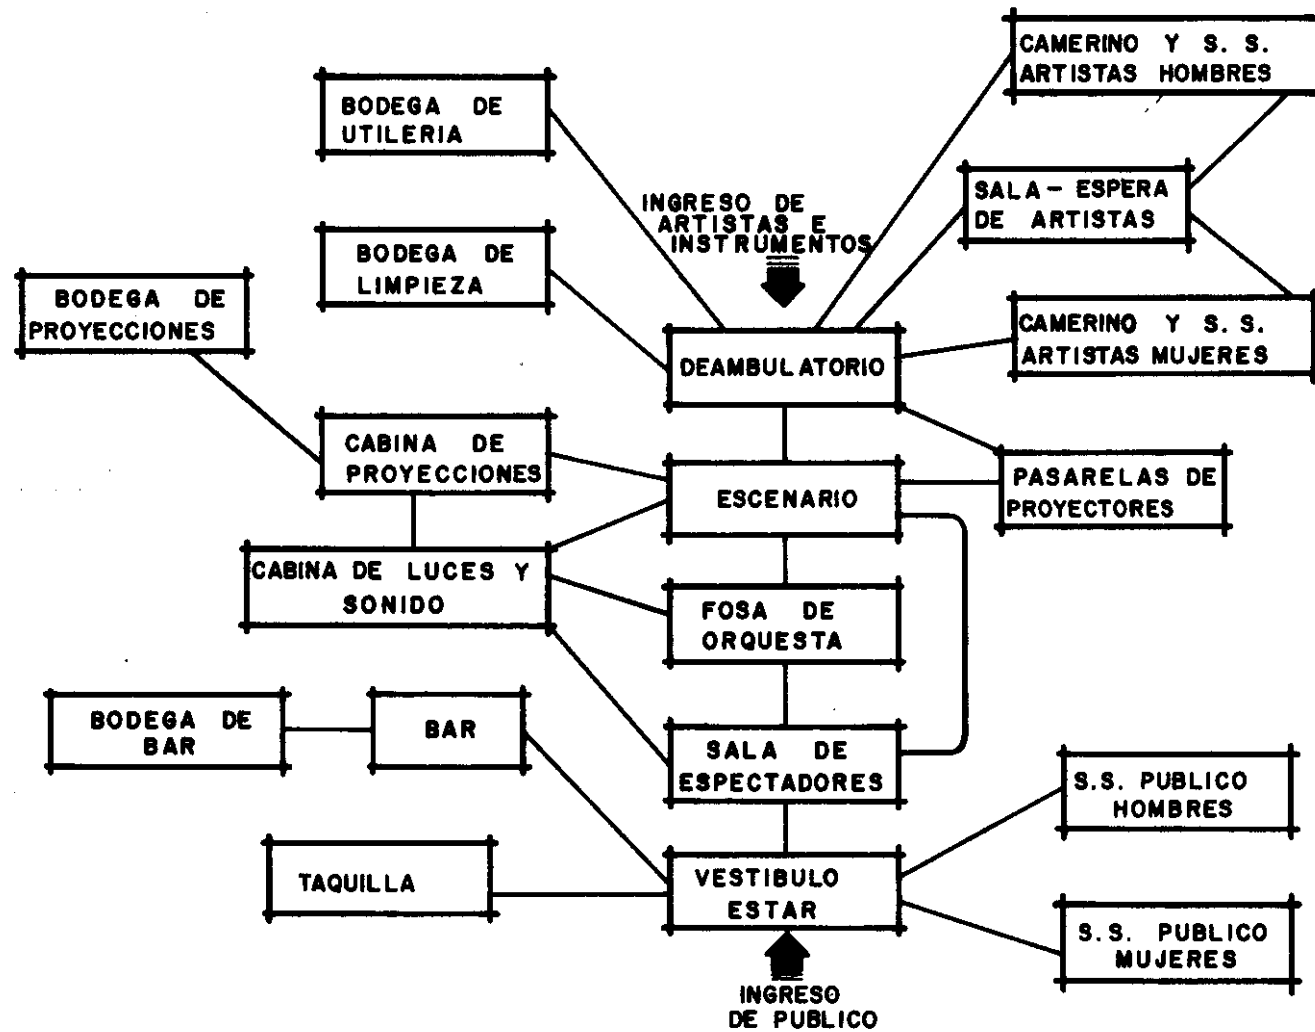 CAMERINO Y S. S.
ARTISTAS HOMBRES
BODEGA DE
UTILERIA
SALA - ESPERA
DE ARTISTAS
INGRESO DE
ARTISTAS E
INSTRUMENTOS
BODEGA DE
LIMPIEZA
BODEGA DE
PROYECCIONES
CAMERINO Y S. S.
ARTISTAS MUJERES
DEAMBULATORIO
CABINA DE
PROYECCIONES
ESCENARIO
PASARELAS DE
PROYECTORES
CABINA DE LUCES Y
SONIDO
FOSA DE
ORQUESTA
BODEGA DE
BAR
BAR
SALA DE
ESPECTADORES
S.S. PUBLICO
HOMBRES
TAQUILLA
VESTIBULO
ESTAR
S.S. PUBLICO
MUJERES
INGRESO
DE PUBLICO